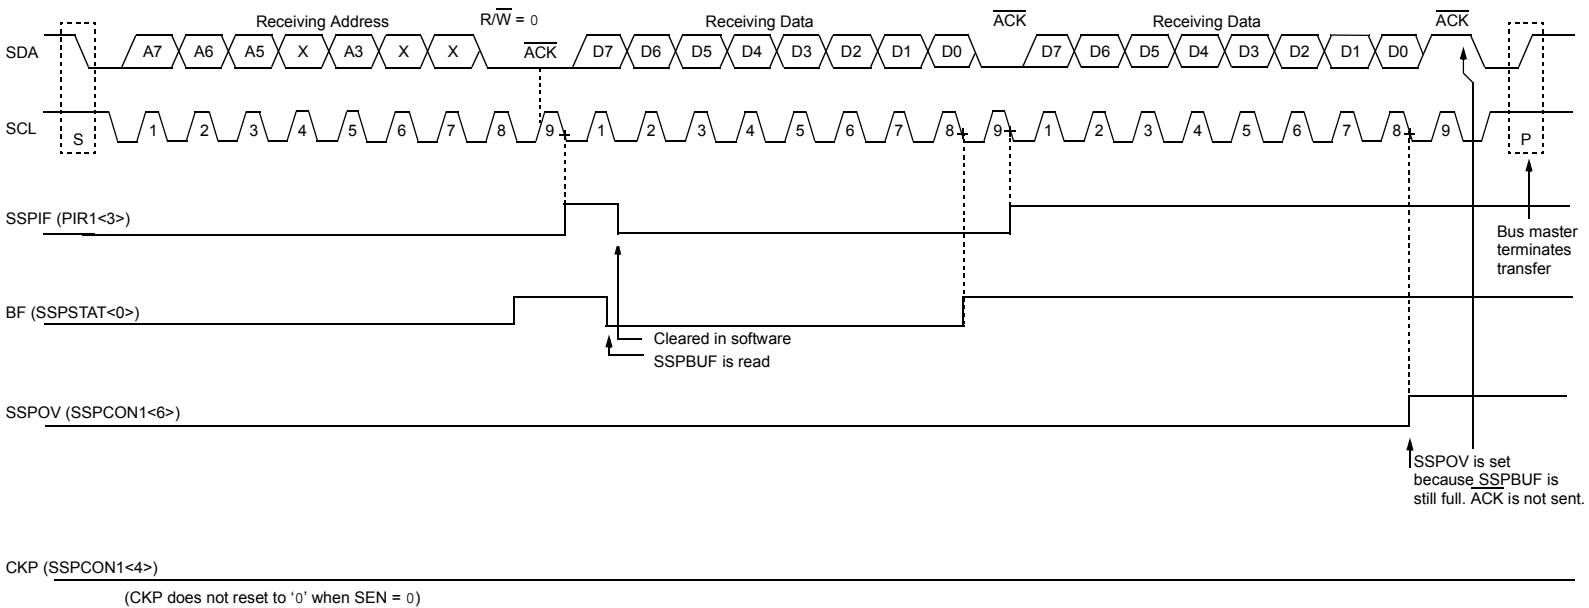 Receiving Address R/W = 0 Receiving Data ACK Receiving Data ACK
SDA A7 A6 A5 X A3 X X ACK D7 D6 D5 D4 D3 D2 D1 D0 D7 D6 D5 D4 D3 D2 D1 D0
SCL S 1 2 3 4 5 6 7 8 9 1 2 3 4 5 6 7 8 9 1 2 3 4 5 6 7 8 9 P
SSPIF (PIR1<3>)
Bus master
terminates
transfer
BF (SSPSTAT<0>)
Cleared in software
SSPBUF is read
SSPOV (SSPCON1<6>)
SSPOV is set
because SSPBUF is
still full. ACK is not sent.
CKP (SSPCON1<4>)
(CKP does not reset to ‘0’ when SEN = 0)